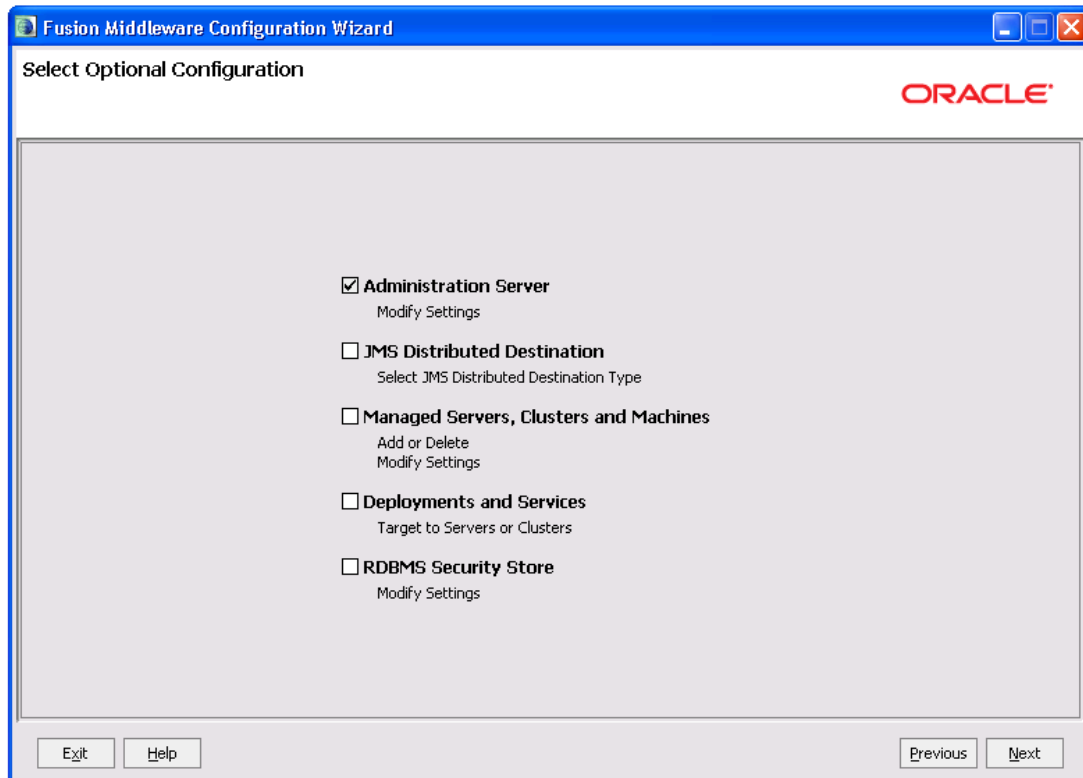 Fusion Middleware Configuration Wizard
Select Optional Configuration
ORACLE
Administration Server
Modify Settings
JMS Distributed Destination
Select JMS Distributed Destination Type
Managed Servers, Clusters and Machines
Add or Delete
Modify Settings
Deployments and Services
Target to Servers or Clusters
RDBMS Security Store
Modify Settings
Exit Help Previous Next